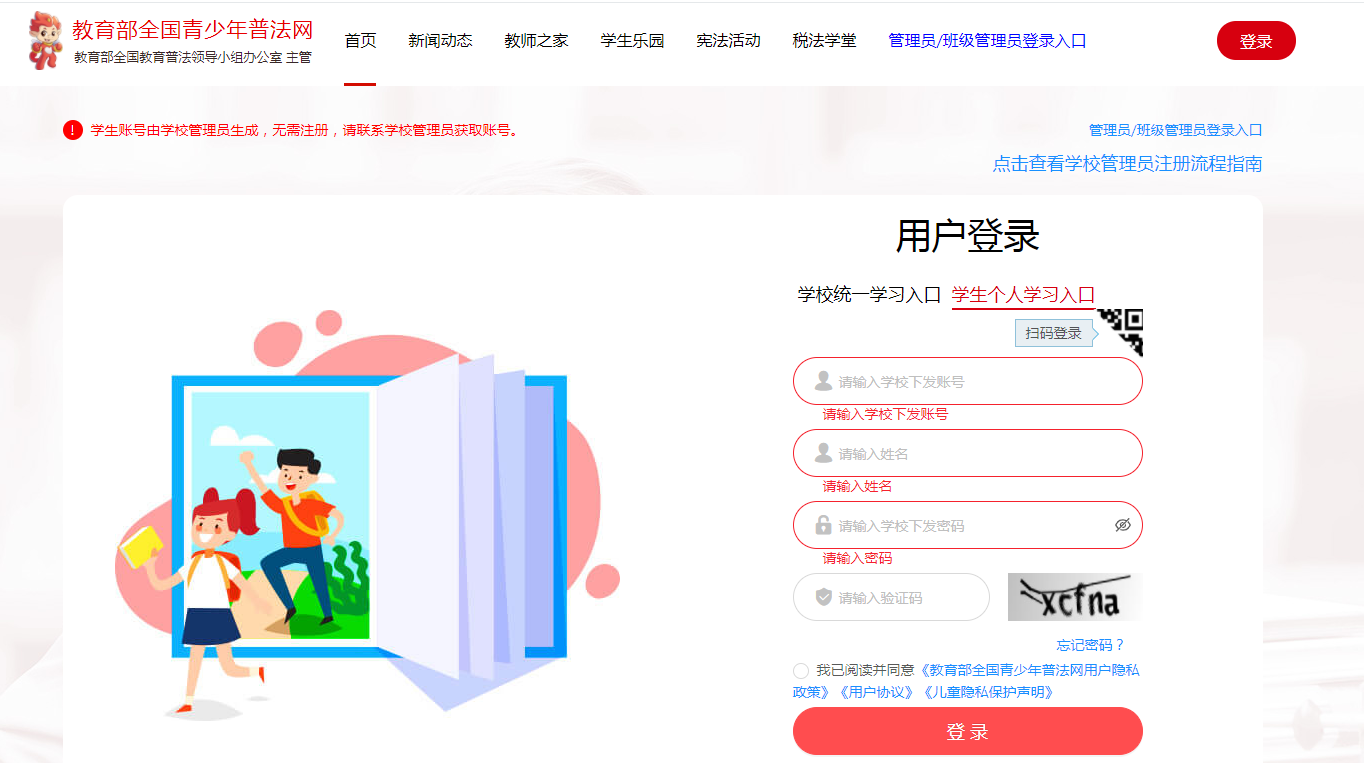 教育部全国青少年普法网
教育部全国教育普法领导小组办公室 主管
首页
新闻动态
教师之家
学生乐园
宪法活动
税法学堂
管理员/班级管理员登录入口
登录
! 学生账号由学校管理员生成，无需注册，请联系学校管理员获取账号。
管理员/班级管理员登录入口
点击查看学校管理员注册流程指南
用户登录
学校统一学习入口 学生个人学习入口
扫码登录
请输入学校下发账号
请输入学校下发账号
请输入姓名
请输入姓名
请输入学校下发密码
请输入密码
请输入验证码
xcfna
忘记密码？
我已阅读并同意《教育部全国青少年普法网用户隐私
政策》《用户协议》《儿童隐私保护声明》
登 录